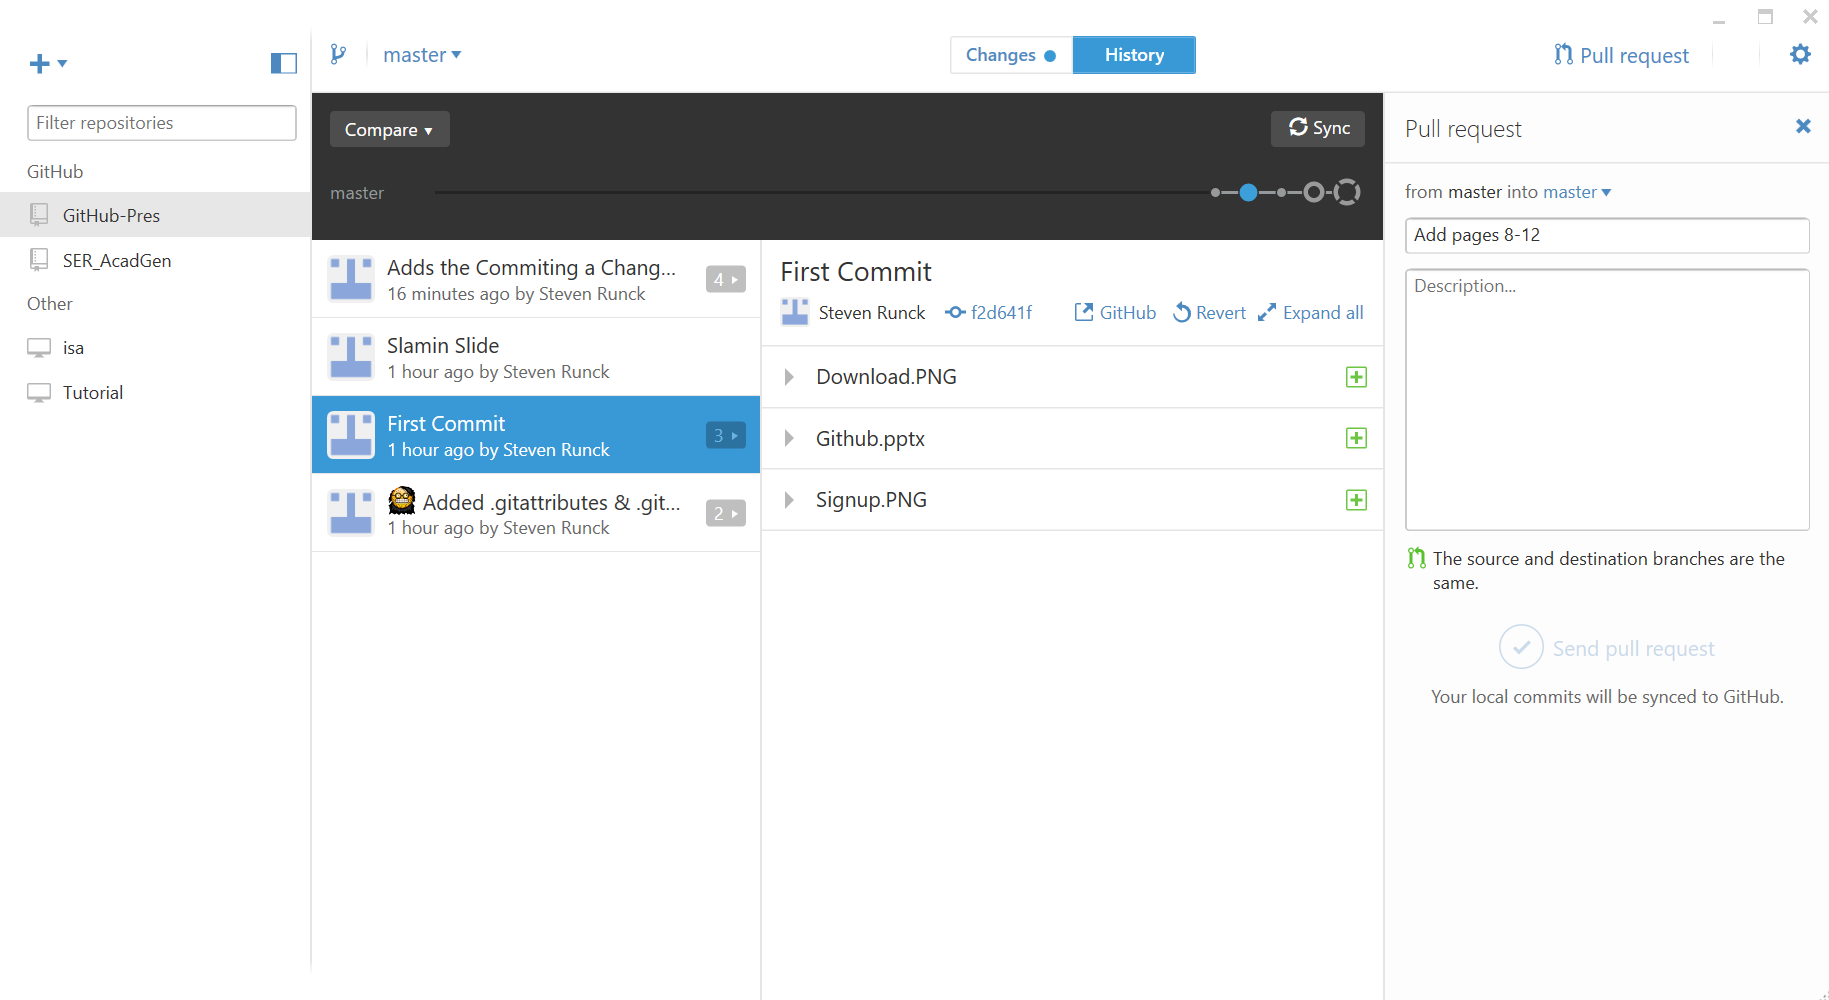 master
Changes
History
Pull request
Filter repositories
GitHub
GitHub-Pres
SER_AcadGen
Other
isa
Tutorial
Compare
Sync
master
Adds the Commiting a Chang...
16 minutes ago by Steven Runck
4
Slamin Slide
1 hour ago by Steven Runck
First Commit
1 hour ago by Steven Runck
3
Added .gitattributes & .git...
1 hour ago by Steven Runck
2
First Commit
Steven Runck
f2d641f
GitHub
Revert
Expand all
Download.PNG
Github.pptx
Signup.PNG
Pull request
from master into master
Add pages 8-12
Description...
The source and destination branches are the
same.
Send pull request
Your local commits will be synced to GitHub.